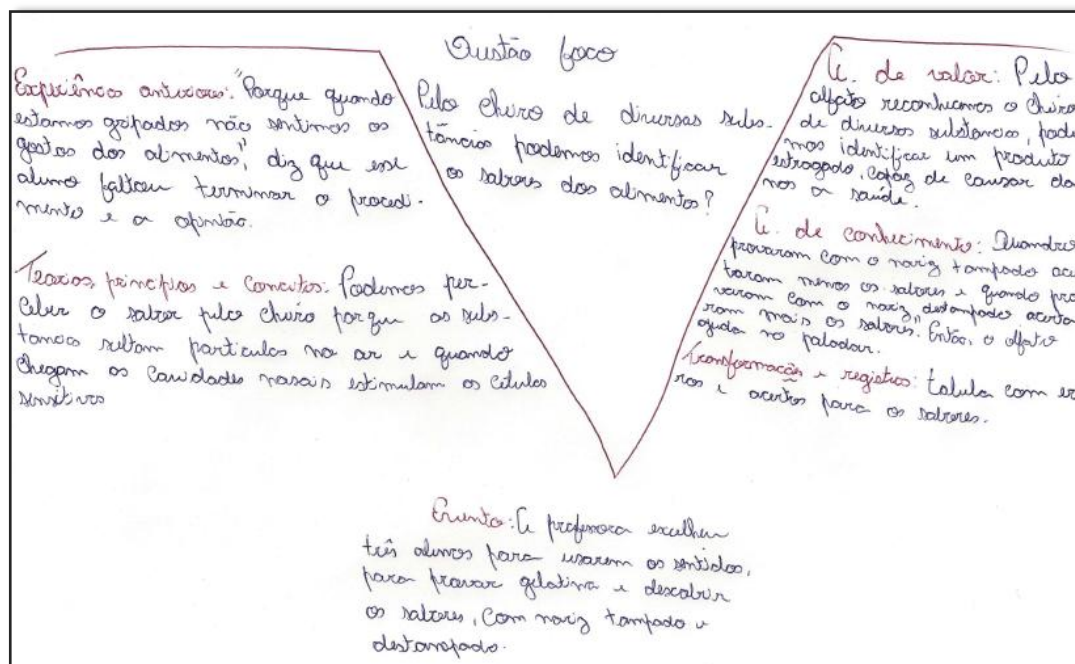 Questão foco
Pelo cheiro de diversas subs-
tâncias podemos identificar
os sabores dos alimentos?
Experiências anteriores: "Porque quando
estamos gripados não sentimos os
gostos dos alimentos", diz que esse
aluno faltou terminar o procedi-
mento e a opinião.
Teorias, princípios e conceitos: Podemos per-
ceber o sabor pelo cheiro porque as subs-
tancias soltam particulas no ar e quando
chegam as cavidades nasais estimulam as células
sensitivas
A. de valor: Pelo
olfato reconhecemos o cheiro
de diversas substancias, pode
mos identificar um produto
estragado, capaz de causar da
nos a saúde.
A. de conhecimento: Quando
provaram com o nariz tampado acer
taram menos os sabores e quando pro
varam com o nariz destampado acerta
ram mais os sabores. Então, o olfato
ajuda no paladar.
Transformações e registros: tabela com er
ros e acertos para os sabores.
Evento: A professora escolheu
três alunos para usarem os sentidos,
para provar gelatina e descobrir
os sabores, com nariz tampado e
destampado.